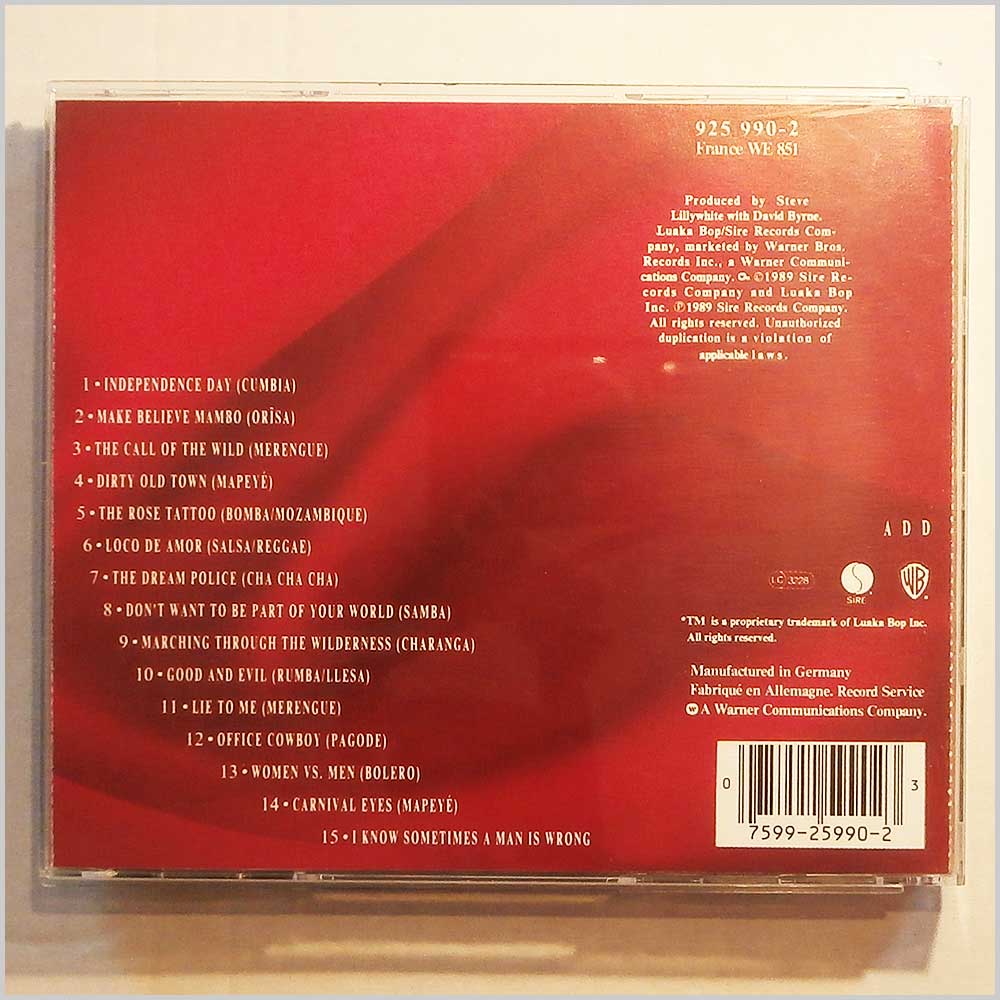 925 990-2
France WE 851
Produced by Steve
Lillywhite with David Byrne.
Luaka Bop/Sire Records Com-
pany, marketed by Warner Bros.
Records Inc., a Warner Communi-
cations Company. ©1989 Sire Re-
cords Company and Luaka Bop
Inc. ℗1989 Sire Records Company.
All rights reserved. Unauthorized
duplication is a violation of
applicable laws.
1 • INDEPENDENCE DAY (CUMBIA)
2 • MAKE BELIEVE MAMBO (ORĪSA)
3 • THE CALL OF THE WILD (MERENGUE)
4 • DIRTY OLD TOWN (MAPEYÉ)
5 • THE ROSE TATTOO (BOMBA/MOZAMBIQUE)
6 • LOCO DE AMOR (SALSA/REGGAE)
7 • THE DREAM POLICE (CHA CHA CHA)
8 • DON'T WANT TO BE PART OF YOUR WORLD (SAMBA)
9 • MARCHING THROUGH THE WILDERNESS (CHARANGA)
10 • GOOD AND EVIL (RUMBA/LLESA)
11 • LIE TO ME (MERENGUE)
12 • OFFICE COWBOY (PAGODE)
13 • WOMEN VS. MEN (BOLERO)
14 • CARNIVAL EYES (MAPEYÉ)
15 • I KNOW SOMETIMES A MAN IS WRONG
A D D
LC 3228
SIRE
WB
*TM is a proprietary trademark of Luaka Bop Inc.
All rights reserved.
Manufactured in Germany
Fabriqué en Allemagne. Record Service
A Warner Communications Company.
0 3
7599-25990-2